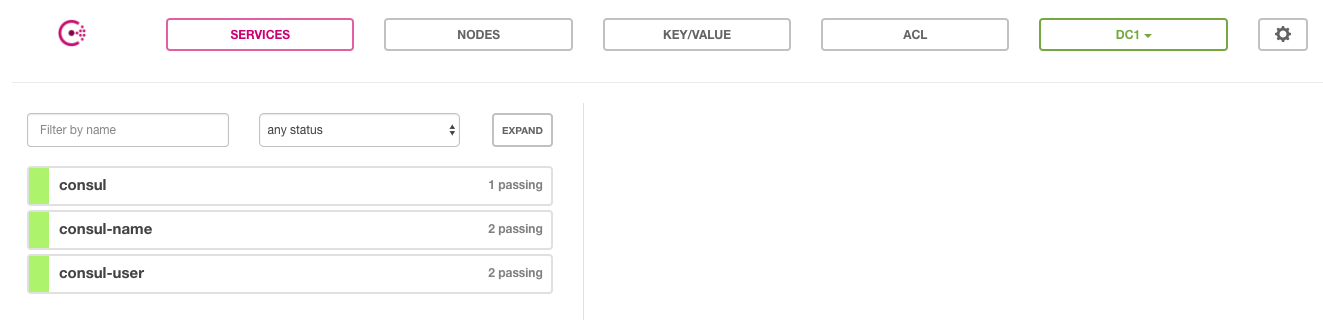 SERVICES NODES KEY/VALUE ACL DC1
Filter by name any status EXPAND
consul 1 passing
consul-name 2 passing
consul-user 2 passing